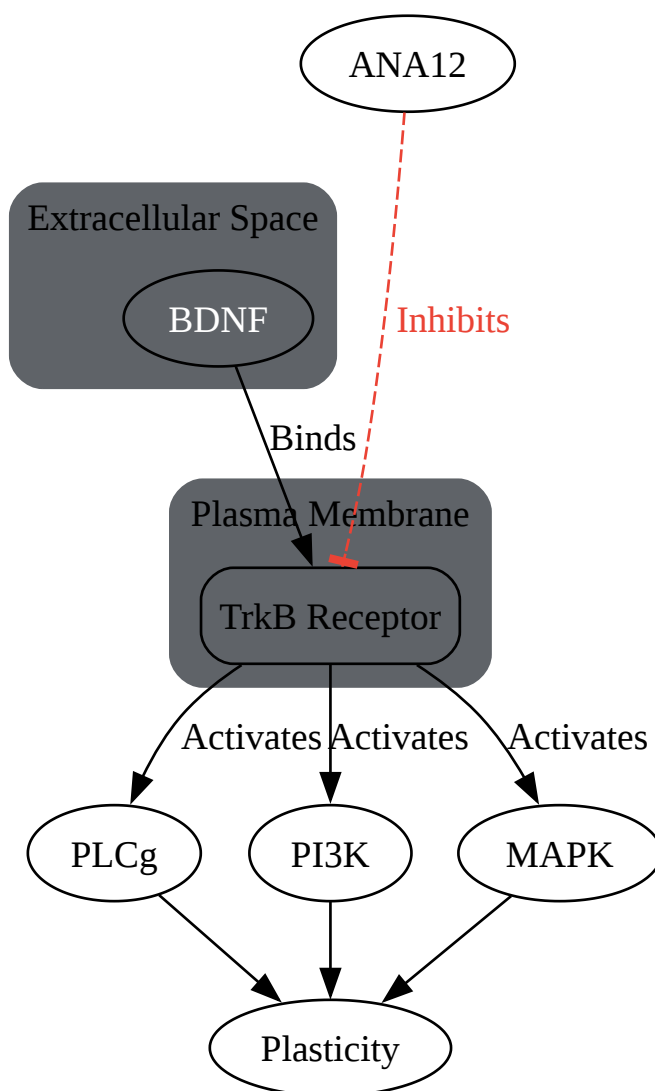 ANA12
Extracellular Space
BDNF
Inhibits
Binds
Plasma Membrane
TrkB Receptor
Activates
Activates
Activates
PLCg
PI3K
MAPK
Plasticity